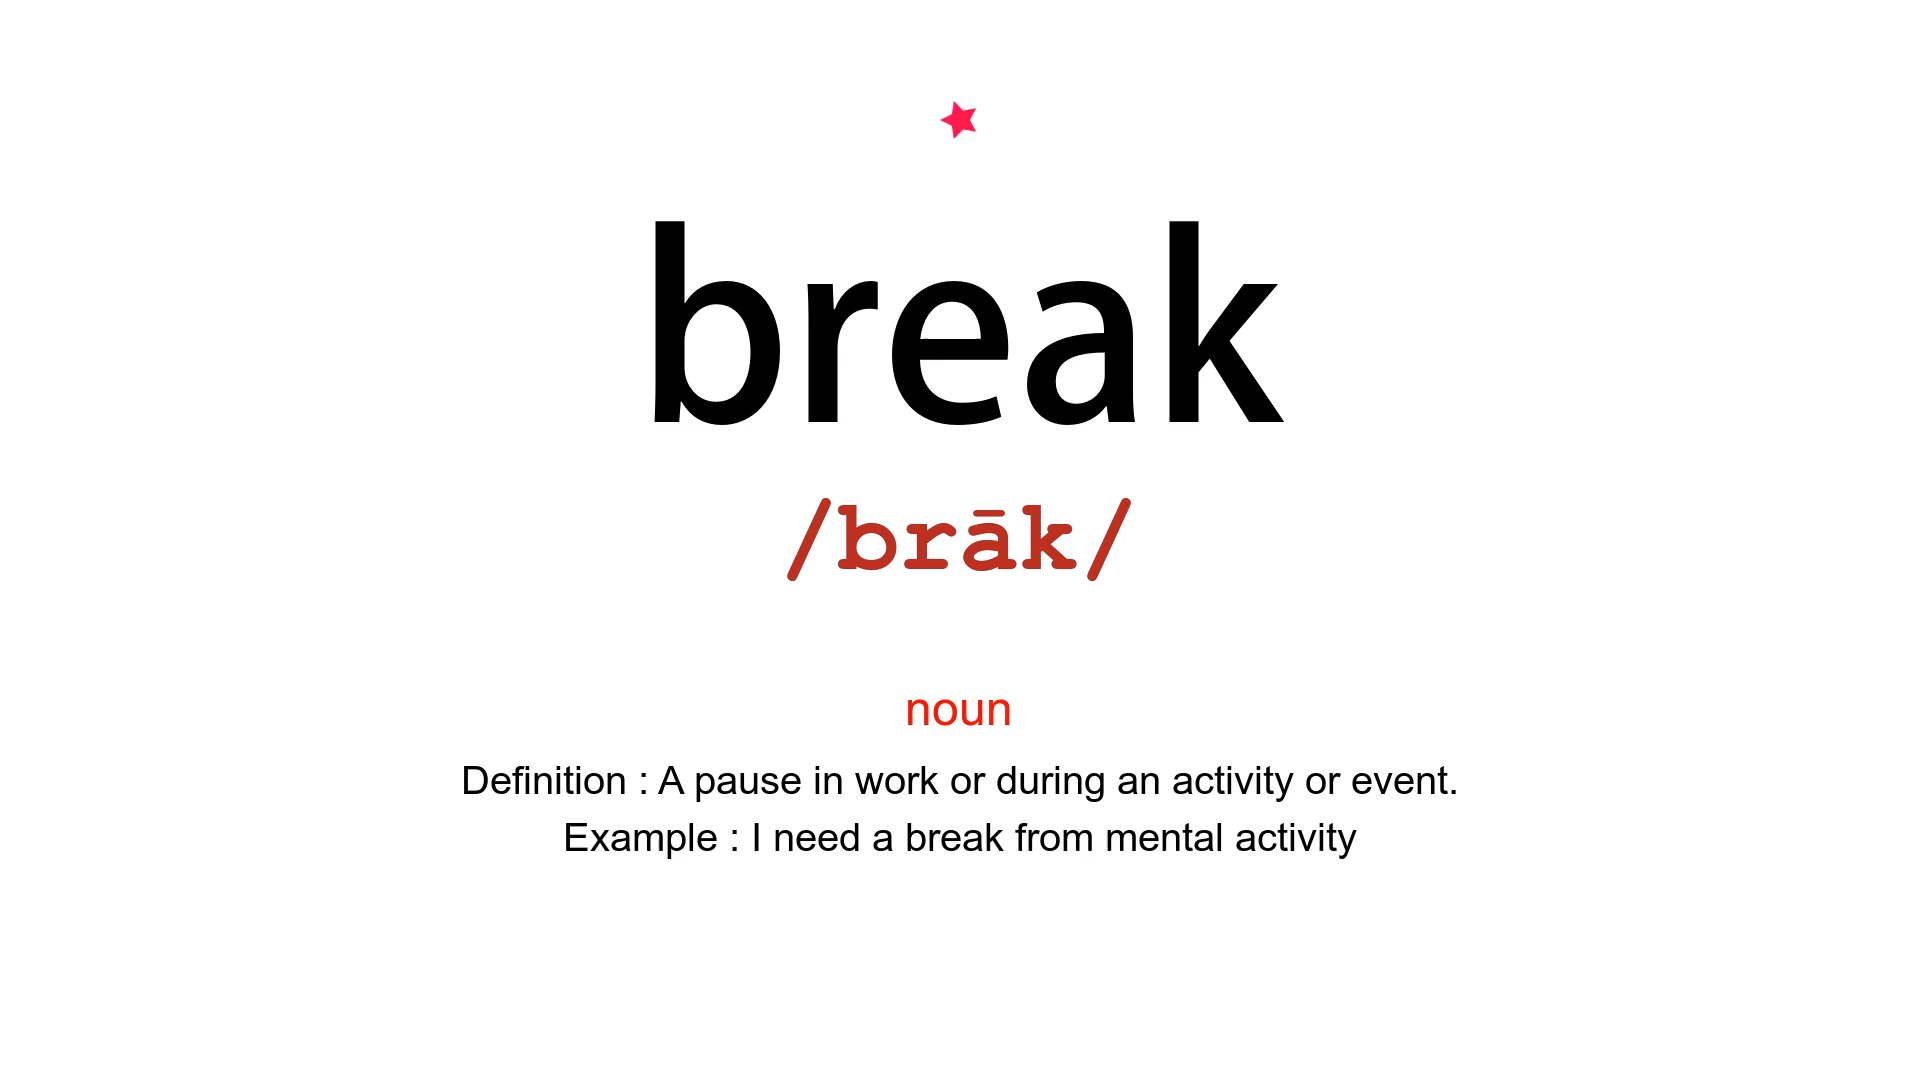 break
/brāk/
noun
Definition : A pause in work or during an activity or event.
Example : I need a break from mental activity